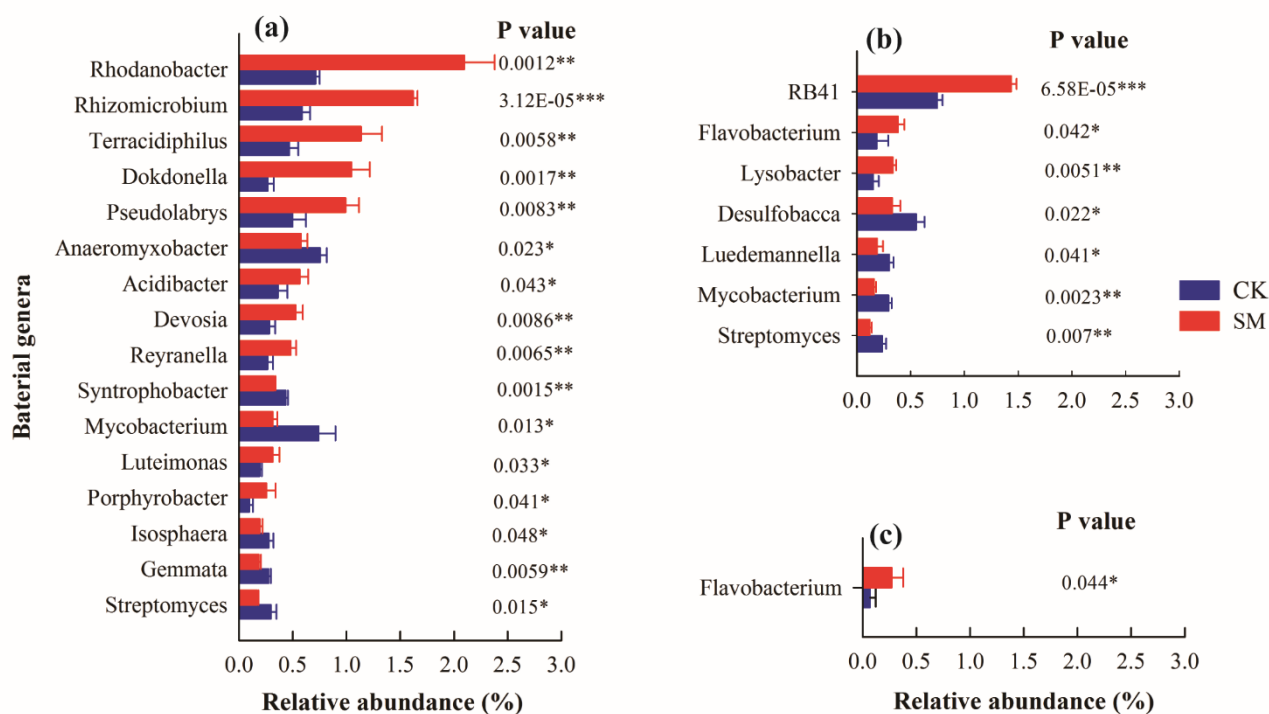 (a)
P value
Rhodanobacter 0.0012**
Rhizomicrobium 3.12E-05***
Terracidiphilus 0.0058**
Dokdonella 0.0017**
Pseudolabrys 0.0083**
Anaeromyxobacter 0.023*
Acidibacter 0.043*
Devosia 0.0086**
Reyranella 0.0065**
Syntrophobacter 0.0015**
Mycobacterium 0.013*
Luteimonas 0.033*
Porphyrobacter 0.041*
Isosphaera 0.048*
Gemmata 0.0059**
Streptomyces 0.015*
Baterial genera
0.0 0.5 1.0 1.5 2.0 2.5 3.0
Relative abundance (%)
(b)
P value
RB41 6.58E-05***
Flavobacterium 0.042*
Lysobacter 0.0051**
Desulfobacca 0.022*
Luedemannella 0.041*
Mycobacterium 0.0023**
Streptomyces 0.007**
0.0 0.5 1.0 1.5 2.0 2.5 3.0
CK
SM
(c)
P value
Flavobacterium 0.044*
0.0 0.5 1.0 1.5 2.0 2.5 3.0
Relative abundance (%)